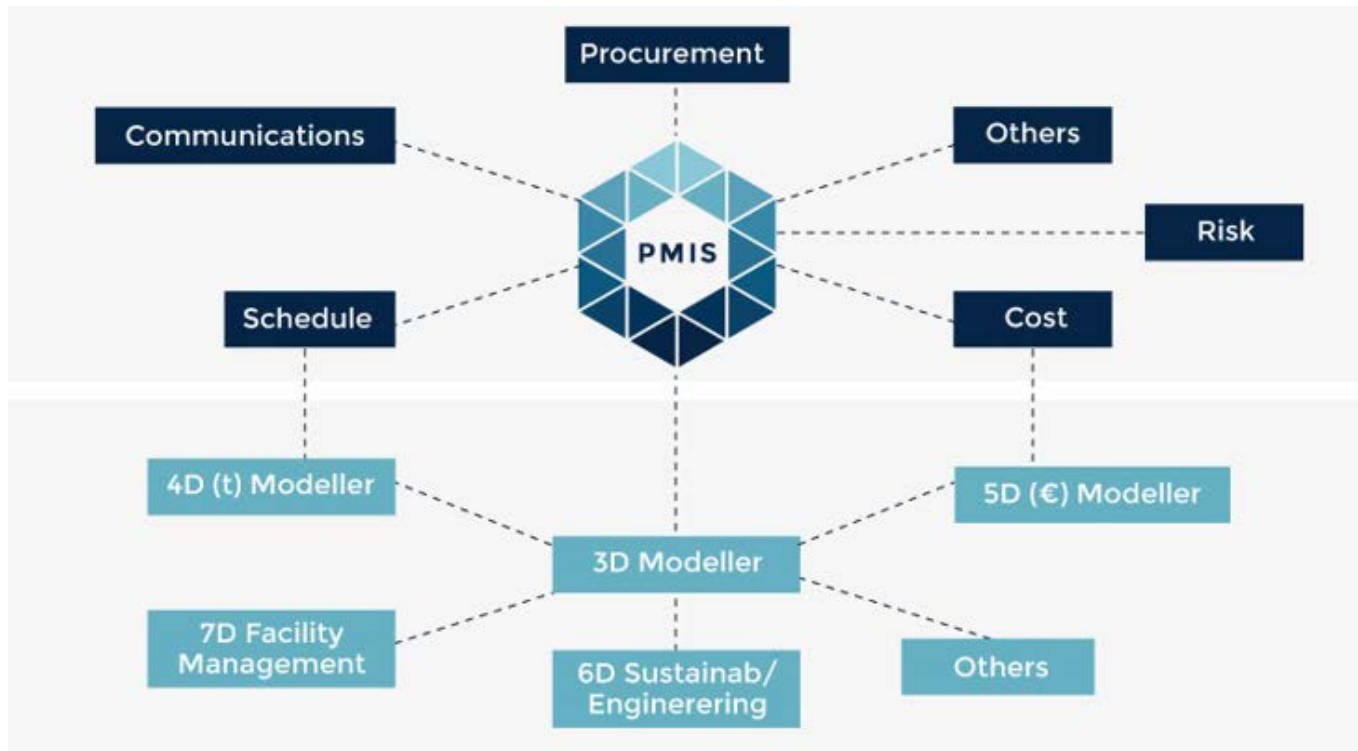 Procurement
Communications
Others
Risk
PMIS
Schedule
Cost
4D (t) Modeller
5D (€) Modeller
3D Modeller
7D Facility
Management
6D Sustainab/
Enginerering
Others